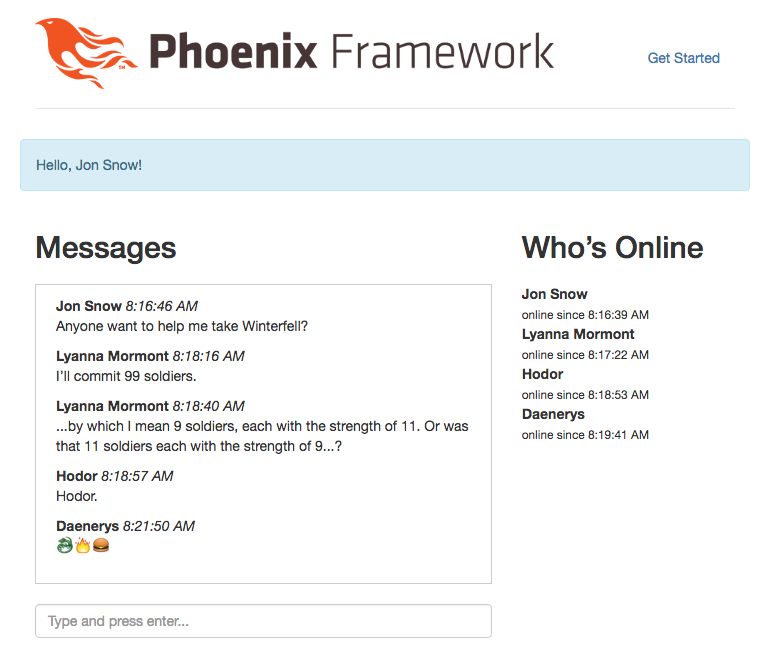 Phoenix Framework
TM
Get Started
Hello, Jon Snow!
Messages
Jon Snow 8:16:46 AM
Anyone want to help me take Winterfell?
Lyanna Mormont 8:18:16 AM
I'll commit 99 soldiers.
Lyanna Mormont 8:18:40 AM
...by which I mean 9 soldiers, each with the strength of 11. Or was
that 11 soldiers each with the strength of 9...?
Hodor 8:18:57 AM
Hodor.
Daenerys 8:21:50 AM
🐉🔥🍔
Type and press enter...
Who’s Online
Jon Snow
online since 8:16:39 AM
Lyanna Mormont
online since 8:17:22 AM
Hodor
online since 8:18:53 AM
Daenerys
online since 8:19:41 AM